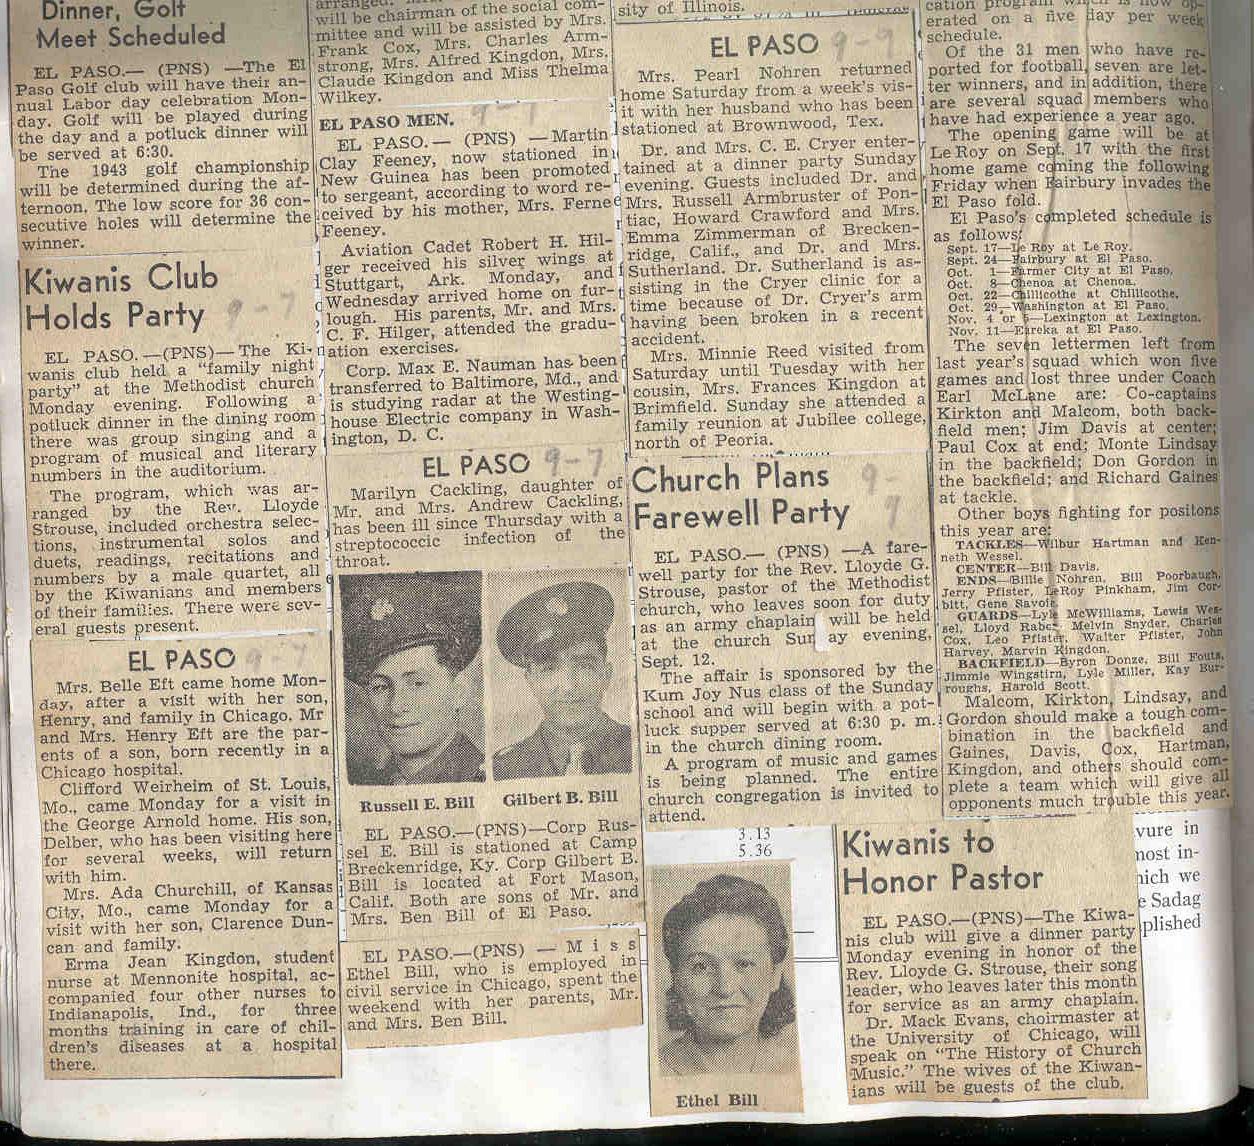 Dinner, Golf
Meet Scheduled
EL PASO.— (PNS) —The El
Paso Golf club will have their an-
nual Labor day celebration Mon-
day. Golf will be played during
the day and a potluck dinner will
be served at 6:30.
The 1943 golf championship
will be determined during the af-
ternoon. The low score for 36 con-
secutive holes will determine the
winner.
Kiwanis Club
Holds Party
9-7
EL PASO.—(PNS)—The Ki-
wanis club held a "family night
party" at the Methodist church
Monday evening. Following a
potluck dinner in the dining room
there was group singing and a
program of musical and literary
numbers in the auditorium.
The program, which was ar-
ranged by the Rev. Lloyde
Strouse, included orchestra selec-
tions, instrumental solos and
duets, readings, recitations and
numbers by a male quartet, all
by the Kiwanians and members
of their families. There were sev-
eral guests present.
EL PASO 9-7
Mrs. Belle Eft came home Mon-
day, after a visit with her son,
Henry, and family in Chicago. Mr
and Mrs. Henry Eft are the par-
ents of a son, born recently in a
Chicago hospital.
Clifford Weirheim of St. Louis,
Mo., came Monday for a visit in
the George Arnold home. His son,
Delber, who has been visiting here
for several weeks, will return
with him.
Mrs. Ada Churchill, of Kansas
City, Mo., came Monday for a
visit with her son, Clarence Dun-
can and family.
Erma Jean Kingdon, student
nurse at Mennonite hospital, ac-
companied four other nurses to
Indianapolis, Ind., for three
months training in care of chil-
dren's diseases at a hospital
there.
arranged.
will be chairman of the social com-
mittee and will be assisted by Mrs.
Frank Cox, Mrs. Charles Arm-
strong, Mrs. Alfred Kingdon, Mrs.
Claude Kingdon and Miss Thelma
Wilkey.
9-7
EL PASO MEN.
EL PASO.— (PNS) —Martin
Clay Feeney, now stationed in
New Guinea has been promoted
to sergeant, according to word re-
ceived by his mother, Mrs. Ferne
Feeney.
Aviation Cadet Robert H. Hil-
ger received his silver wings at
Stuttgart, Ark. Monday, and
Wednesday arrived home on fur-
lough. His parents, Mr. and Mrs.
C. F. Hilger, attended the gradu-
ation exercises.
Corp. Max E. Nauman has been
transferred to Baltimore, Md., and
is studying radar at the Westing-
house Electric company in Wash-
ington, D. C.
EL PASO 9-7
Marilyn Cackling, daughter of
Mr. and Mrs. Andrew Cackling,
has been ill since Thursday with a
streptococcic infection of the
throat.
Russell E. Bill Gilbert B. Bill
EL PASO.—(PNS)—Corp Rus-
sel E. Bill is stationed at Camp
Breckenridge, Ky. Corp Gilbert B.
Bill is located at Fort Mason,
Calif. Both are sons of Mr. and
Mrs. Ben Bill of El Paso.
EL PASO.—(PNS) — Miss
Ethel Bill, who is employed in
civil service in Chicago, spent the
weekend with her parents, Mr.
and Mrs. Ben Bill.
sity of Illinois.
EL PASO 9-9
Mrs. Pearl Nohren returned
home Saturday from a week's vis-
it with her husband who has been
stationed at Brownwood, Tex.
Dr. and Mrs. C. E. Cryer enter-
tained at a dinner party Sunday
evening. Guests included Dr. and
Mrs. Russell Armbruster of Pon-
tiac, Howard Crawford and Mrs.
Emma Zimmerman of Brecken-
ridge, Calif., and Dr. and Mrs.
Sutherland. Dr. Sutherland is as-
sisting in the Cryer clinic for a
time because of Dr. Cryer's arm
having been broken in a recent
accident.
Mrs. Minnie Reed visited from
Saturday until Tuesday with her
cousin, Mrs. Frances Kingdon at
Brimfield. Sunday she attended a
family reunion at Jubilee college,
north of Peoria.
Church Plans
Farewell Party
9-7
EL PASO.— (PNS) —A fare-
well party for the Rev. Lloyde G.
Strouse, pastor of the Methodist
church, who leaves soon for duty
as an army chaplain will be held
at the church Sun ay evening,
Sept. 12.
The affair is sponsored by the
Kum Joy Nus class of the Sunday
school and will begin with a pot-
luck supper served at 6:30 p. m.
in the church dining room.
A program of music and games
is being planned. The entire
church congregation is invited to
attend.
3.13
5.36
Ethel Bill
cation program which is now op-
erated on a five day per week
schedule.
Of the 31 men who have re-
ported for football, seven are let-
ter winners, and in addition, there
are several squad members who
have had experience a year ago.
The opening game will be at
Le Roy on Sept. 17 with the first
home game coming the following
Friday when Fairbury invades the
El Paso fold.
El Paso's completed schedule is
as follows:
Sept. 17—Le Roy at Le Roy.
Sept. 24—Fairbury at El Paso.
Oct. 1—Farmer City at El Paso.
Oct. 8—Chenoa at Chenoa.
Oct. 22—Chillicothe at Chillicothe.
Oct. 29—Washington at El Paso.
Nov. 4 or 5—Lexington at Lexington.
Nov. 11—Eureka at El Paso.
The seven lettermen left from
last year's squad which won five
games and lost three under Coach
Earl McLane are: Co-captains
Kirkton and Malcom, both back-
field men; Jim Davis at center;
Paul Cox at end; Monte Lindsay
in the backfield; Don Gordon in
the backfield; and Richard Gaines
at tackle.
Other boys fighting for positons
this year are:
TACKLES—Wilbur Hartman and Ken-
neth Wessel.
CENTER—Bill Davis.
ENDS—Billie Nohren, Bill Poorbaugh,
Jerry Pfister, LeRoy Pinkham, Jim Cor-
bitt, Gene Savoie.
GUARDS—Lyle McWilliams, Lewis Wes-
sel, Lloyd Rabe, Melvin Snyder, Charles
Cox, Leo Pfister, Walter Pfister, John
Harvey, Marvin Kingdon.
BACKFIELD—Byron Donze, Bill Fouts,
Jimmie Wingstirn, Lyle Miller, Kay Bur-
roughs, Harold Scott.
Malcom, Kirkton, Lindsay, and
Gordon should make a tough com-
bination in the backfield and
Gaines, Davis, Cox, Hartman,
Kingdon, and others should com-
plete a team which will give all
opponents much trouble this year.
Kiwanis to
Honor Pastor
EL PASO.—(PNS)—The Kiwa-
nis club will give a dinner party
Monday evening in honor of the
Rev. Lloyde G. Strouse, their song
leader, who leaves later this month
for service as an army chaplain.
Dr. Mack Evans, choirmaster at
the University of Chicago, will
speak on "The History of Church
Music." The wives of the Kiwan-
ians will be guests of the club.
vure in
nost in-
hich we
e Sadag
plished